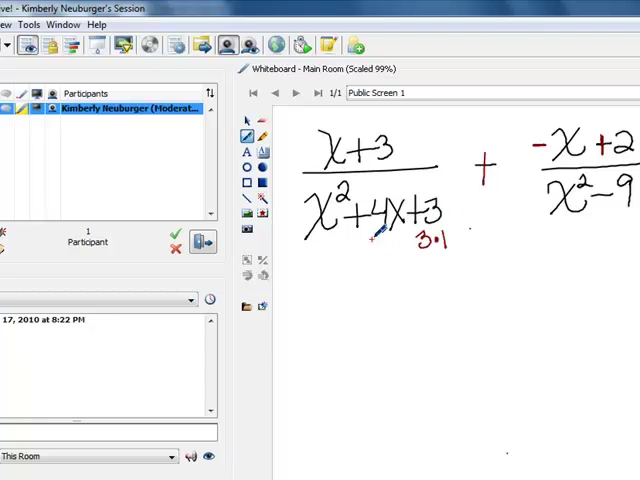 ive! - Kimberly Neuburger's Session
View Tools Window Help
Participants
Kimberly Neuburger (Moderat...
1
Participant
17, 2010 at 8:22 PM
This Room
Whiteboard - Main Room (Scaled 99%)
1/1 Public Screen 1
x+3 + -x+2
x²+4x+3 x²-9
+ 3·1